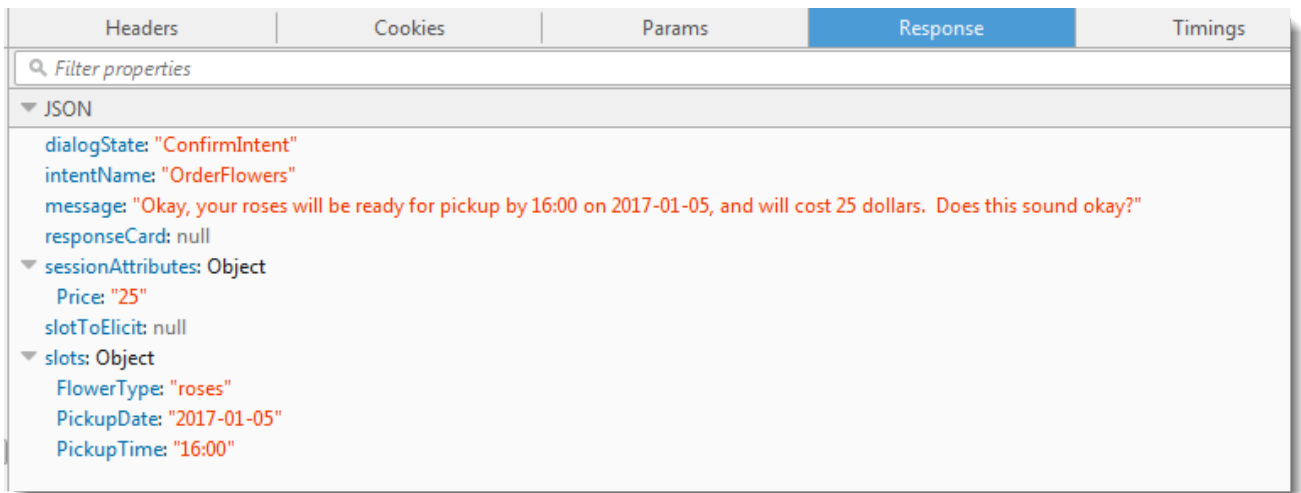 Headers Cookies Params Response Timings
Filter properties
JSON
dialogState: "ConfirmIntent"
intentName: "OrderFlowers"
message: "Okay, your roses will be ready for pickup by 16:00 on 2017-01-05, and will cost 25 dollars.  Does this sound okay?"
responseCard: null
sessionAttributes: Object
Price: "25"
slotToElicit: null
slots: Object
FlowerType: "roses"
PickupDate: "2017-01-05"
PickupTime: "16:00"